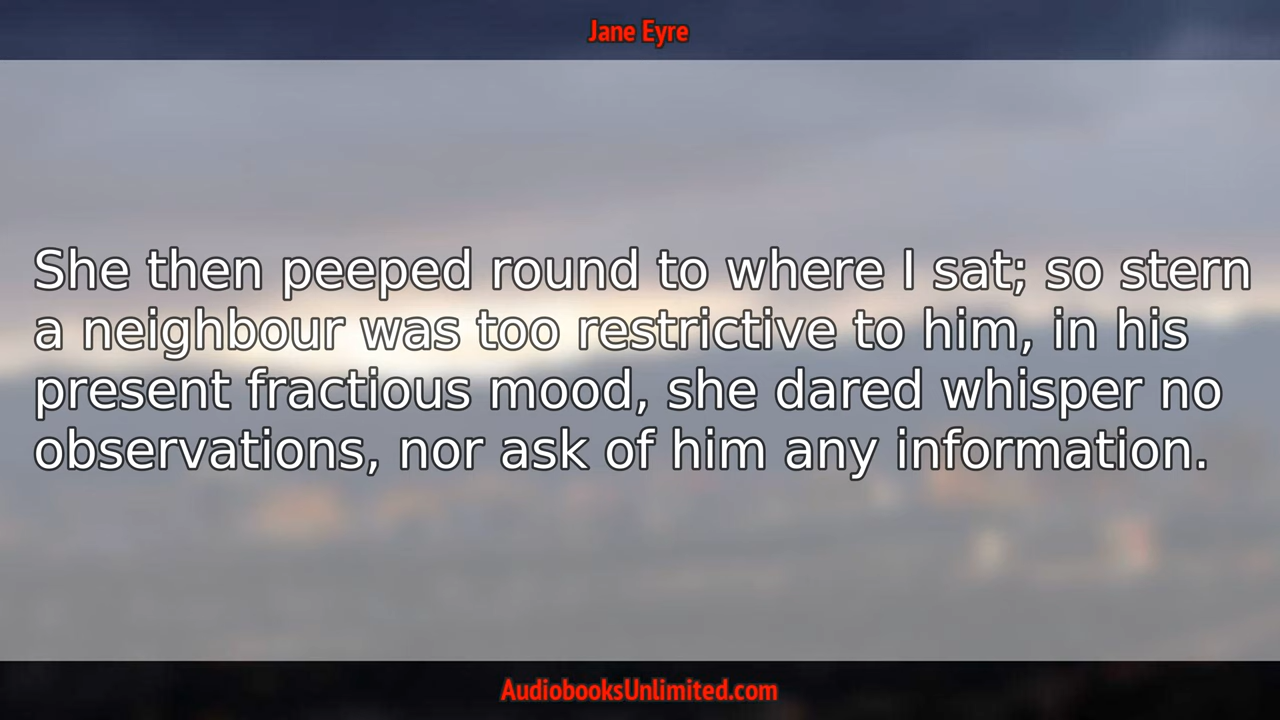 Jane Eyre
She then peeped round to where I sat; so stern
a neighbour was too restrictive to him, in his
present fractious mood, she dared whisper no
observations, nor ask of him any information.
AudiobooksUnlimited.com